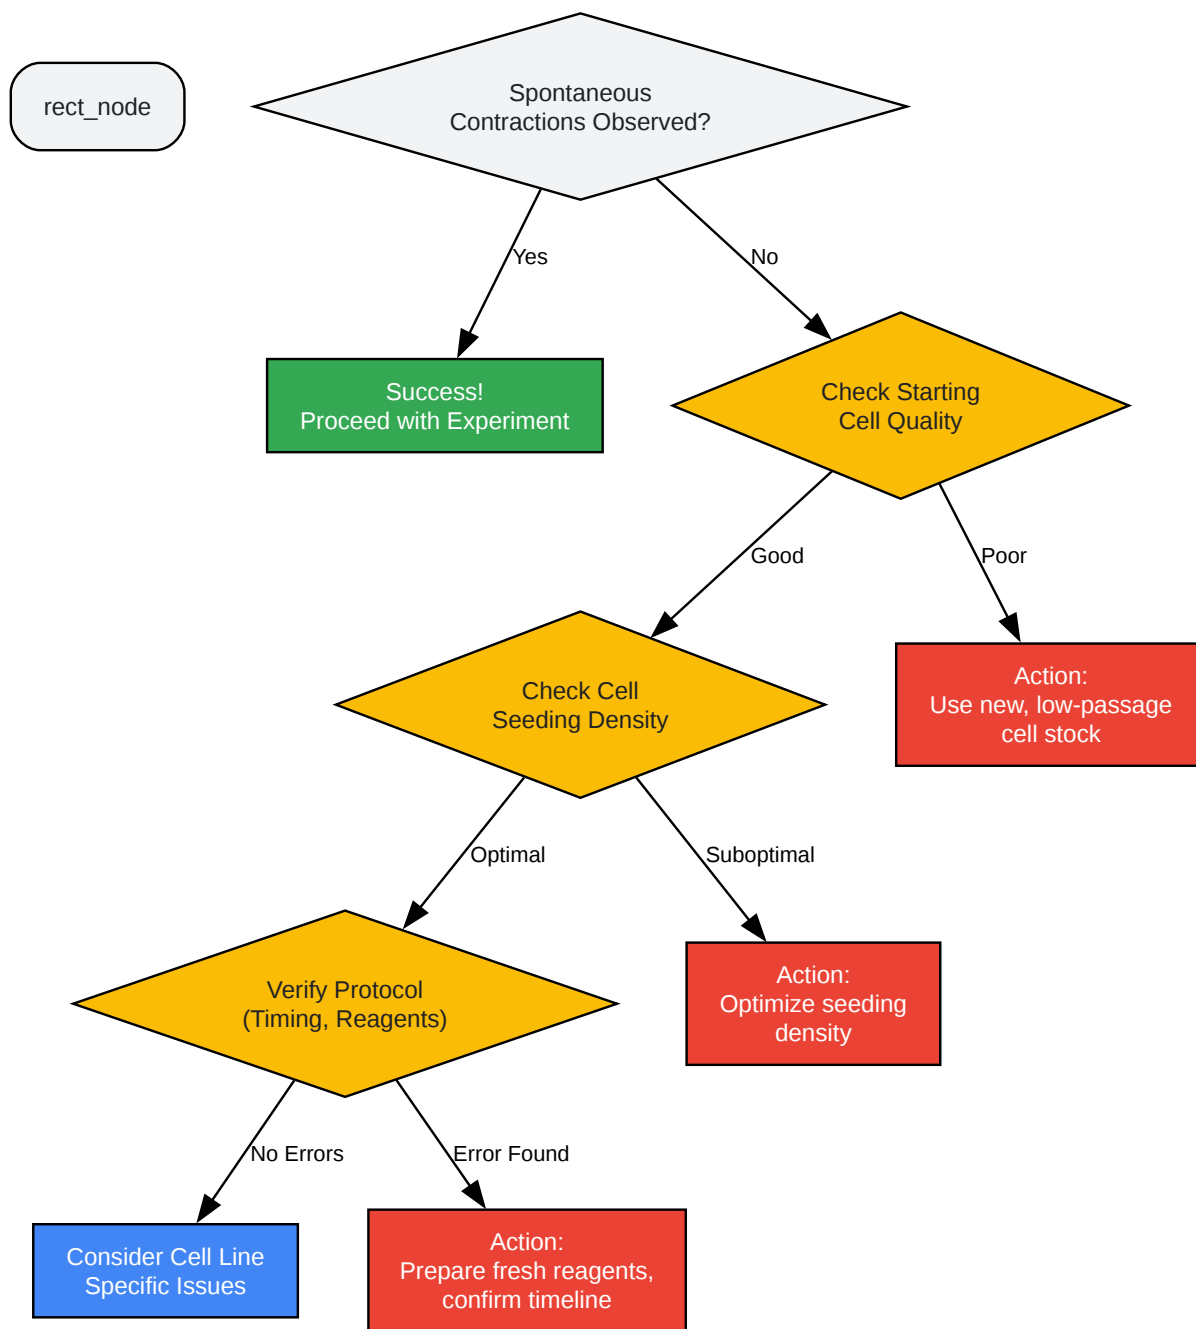 rect_node
Spontaneous
Contractions Observed?
Yes
No
Success!
Proceed with Experiment
Check Starting
Cell Quality
Good
Poor
Check Cell
Seeding Density
Action:
Use new, low-passage
cell stock
Optimal
Suboptimal
Verify Protocol
(Timing, Reagents)
Action:
Optimize seeding
density
No Errors
Error Found
Consider Cell Line
Specific Issues
Action:
Prepare fresh reagents,
confirm timeline